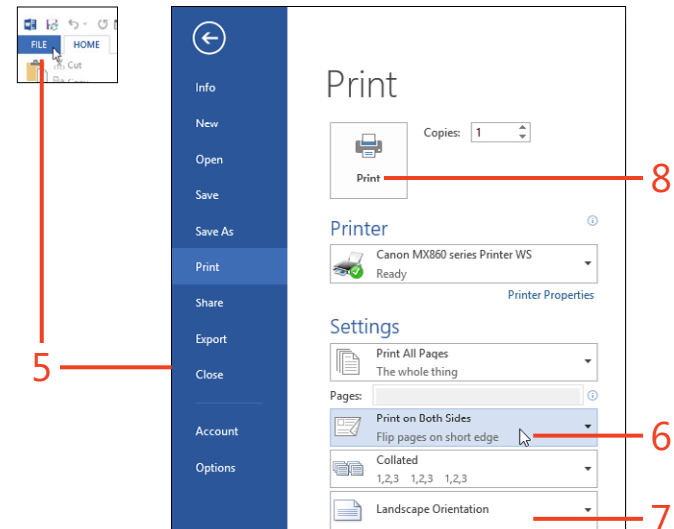 FILE HOME
Cut
Copy
5
Info
New
Open
Save
Save As
Print
Share
Export
Close
Account
Options
Print
Copies: 1
Print
8
Printer
Canon MX860 series Printer WS
Ready
Printer Properties
Settings
Print All Pages
The whole thing
Pages:
Print on Both Sides
Flip pages on short edge
6
Collated
1,2,3 1,2,3 1,2,3
Landscape Orientation
7